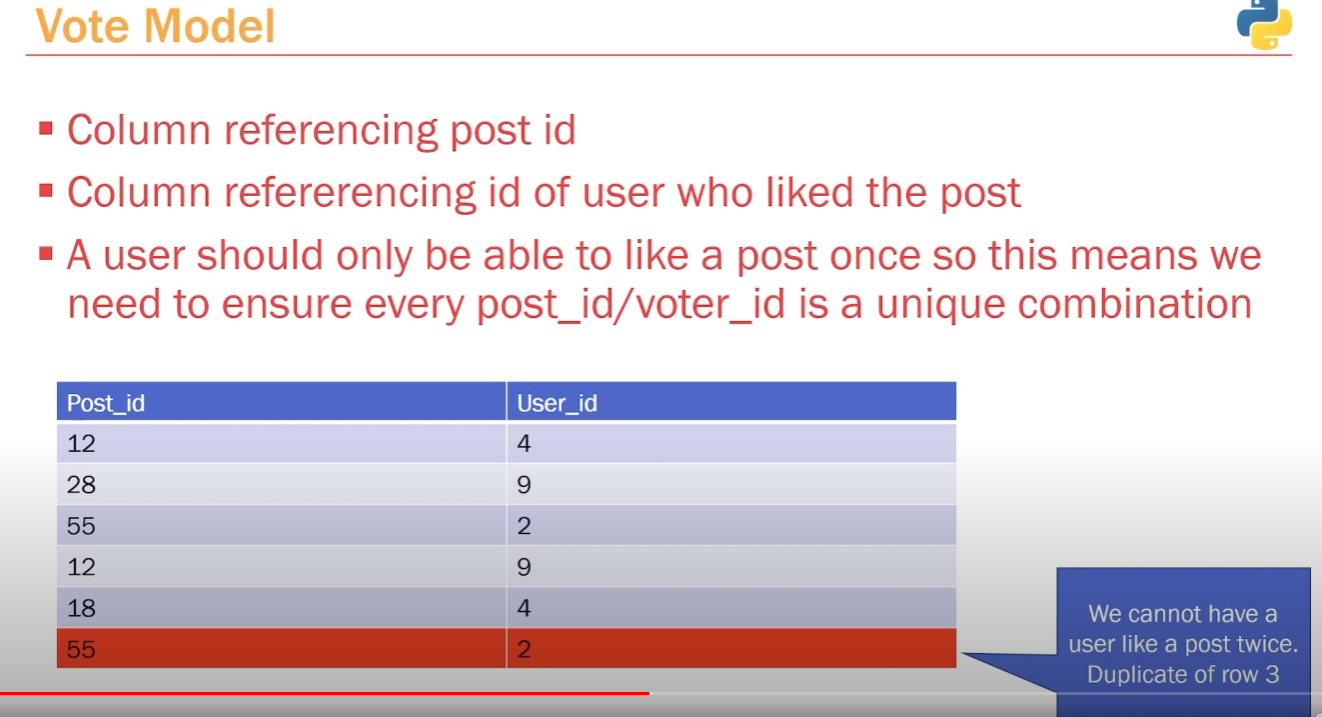 Vote Model
Column referencing post id
Column refererencing id of user who liked the post
A user should only be able to like a post once so this means we
need to ensure every post_id/voter_id is a unique combination
Post_id User_id
12 4
28 9
55 2
12 9
18 4
55 2
We cannot have a
user like a post twice.
Duplicate of row 3